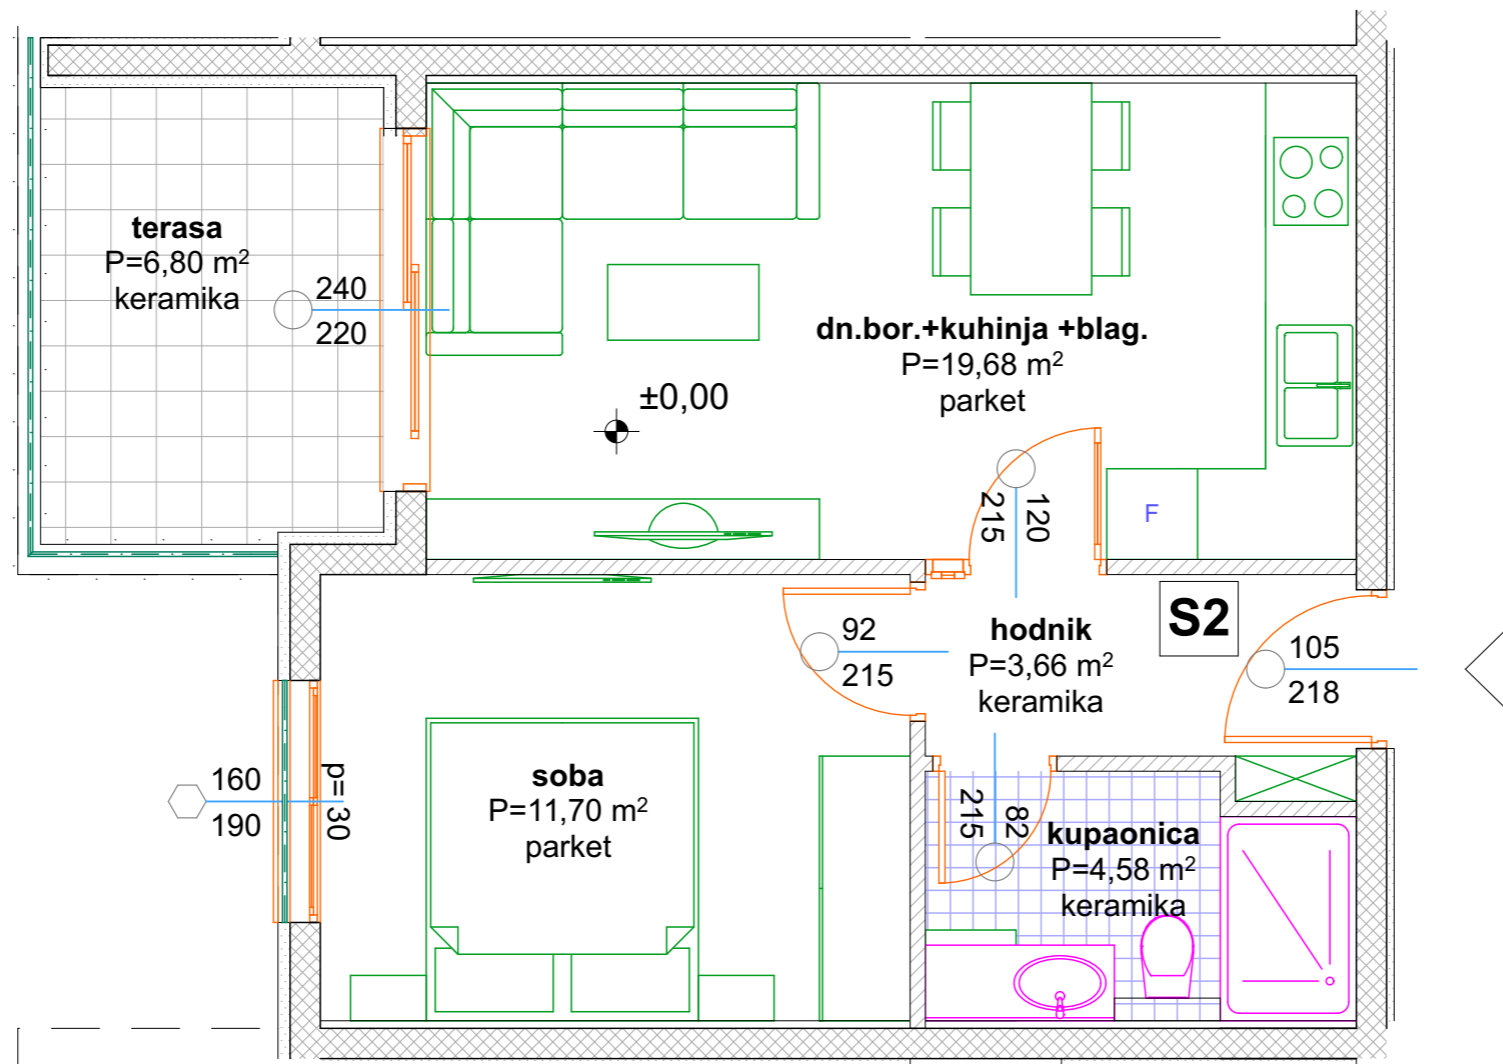 terasa
P=6,80 m²
keramika
240
220
dn.bor.+kuhinja +blag.
P=19,68 m²
parket
±0,00
120
215
F
S2
92
215
hodnik
P=3,66 m²
keramika
105
218
160
190
p= 30
soba
P=11,70 m²
parket
82
215
kupaonica
P=4,58 m²
keramika